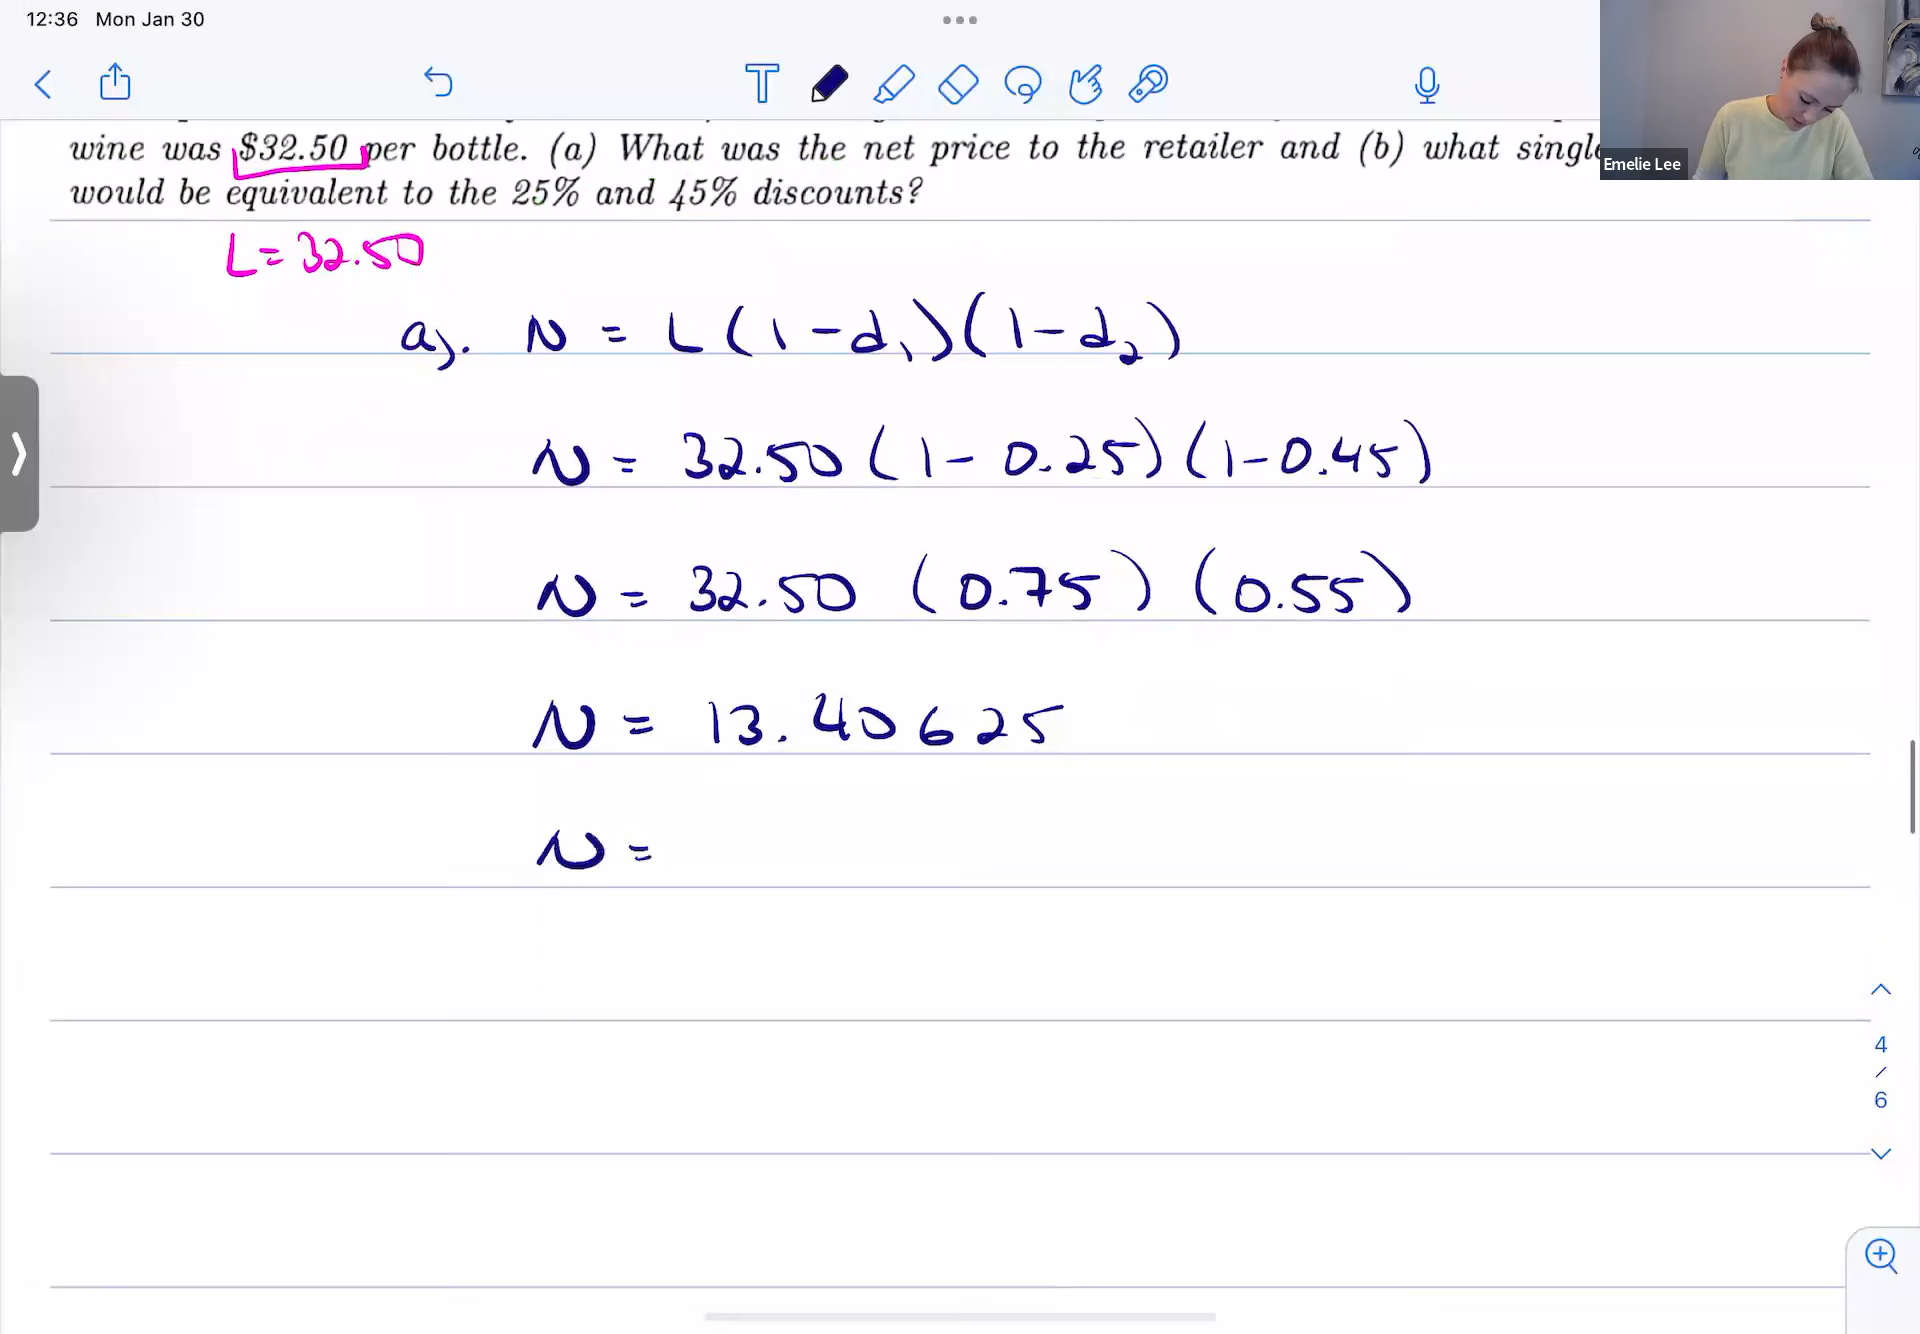 12:36 Mon Jan 30
Emelie Lee
wine was $32.50 per bottle. (a) What was the net price to the retailer and (b) what single
would be equivalent to the 25% and 45% discounts?
L = 32.50
a). N = L(1-d₁)(1-d₂)
N = 32.50(1-0.25)(1-0.45)
N = 32.50 (0.75) (0.55)
N = 13.40625
N =
4
/
6